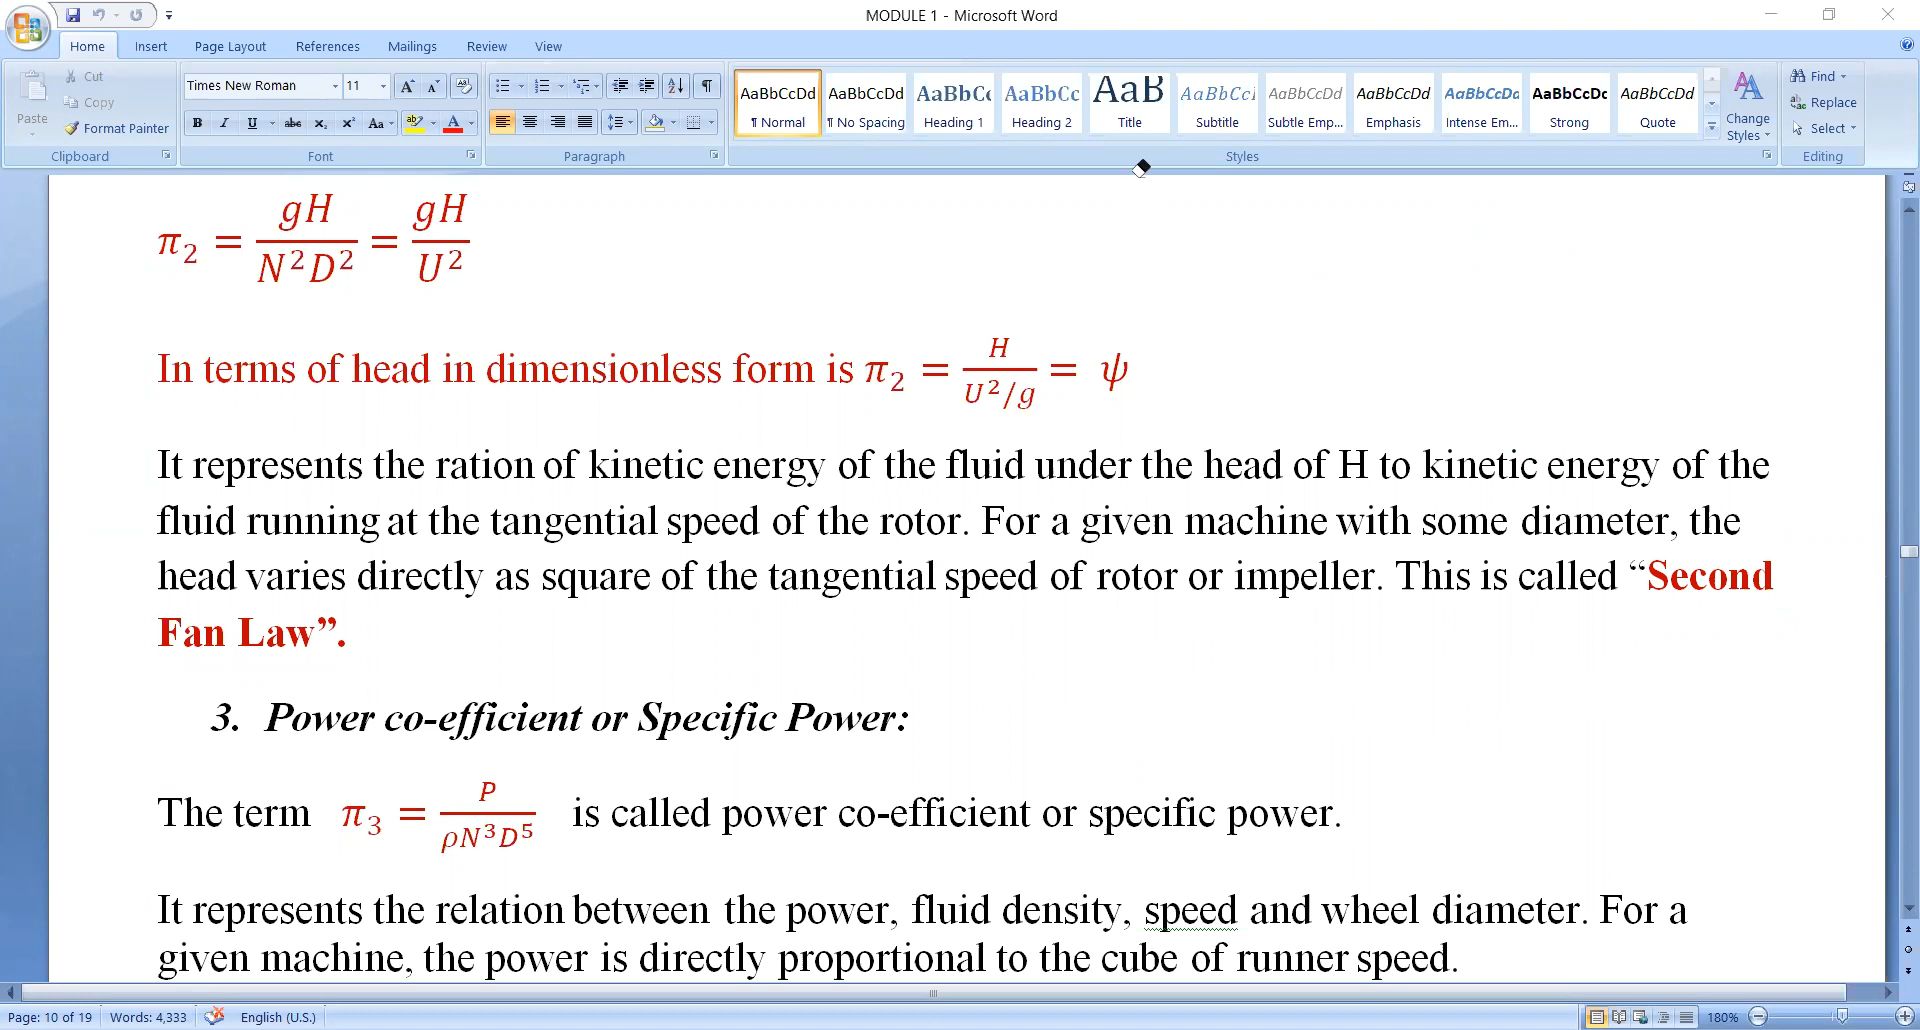 MODULE 1 - Microsoft Word
Home Insert Page Layout References Mailings Review View
Paste
Cut
Copy
Format Painter
Clipboard
Times New Roman 11
B I U abc X₂ X² Aa
Font
Paragraph
AaBbCcDd AaBbCcDd AaBbCc AaBbCc AaB AaBbCcI AaBbCcDd AaBbCcDd AaBbCcDd AaBbCcDc AaBbCcDd
¶ Normal ¶ No Spacing Heading 1 Heading 2 Title Subtitle Subtle Emp... Emphasis Intense Em... Strong Quote
Change
Styles
Styles
Find
Replace
Select
Editing
π₂ = gH/N²D² = gH/U²
In terms of head in dimensionless form is π₂ = H/(U²/g) = ψ
It represents the ration of kinetic energy of the fluid under the head of H to kinetic energy of the
fluid running at the tangential speed of the rotor. For a given machine with some diameter, the
head varies directly as square of the tangential speed of rotor or impeller. This is called “Second
Fan Law”.
3. Power co-efficient or Specific Power:
The term π₃ = P/ρN³D⁵ is called power co-efficient or specific power.
It represents the relation between the power, fluid density, speed and wheel diameter. For a
given machine, the power is directly proportional to the cube of runner speed.
Page: 10 of 19 Words: 4,333 English (U.S.) 180%